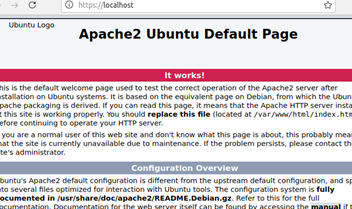 https://localhost
Ubuntu Logo
Apache2 Ubuntu Default Page
It works!
his is the default welcome page used to test the correct operation of the Apache2 server after
nstallation on Ubuntu systems. It is based on the equivalent page on Debian, from which the Ubun
pache packaging is derived. If you can read this page, it means that the Apache HTTP server instal
t this site is working properly. You should replace this file (located at /var/www/html/index.htm
efore continuing to operate your HTTP server.
you are a normal user of this web site and don't know what this page is about, this probably mean
at the site is currently unavailable due to maintenance. If the problem persists, please contact the
te's administrator.
Configuration Overview
buntu's Apache2 default configuration is different from the upstream default configuration, and sp
to several files optimized for interaction with Ubuntu tools. The configuration system is fully
ocumented in /usr/share/doc/apache2/README.Debian.gz. Refer to this for the full
ocumentation. Documentation for the web server itself can be found by accessing the manual if t